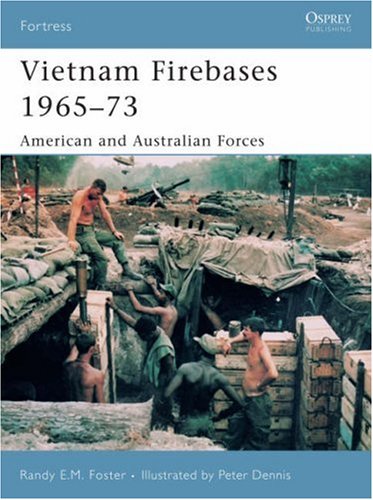 Fortress
OSPREY
PUBLISHING
Vietnam Firebases
1965–73
American and Australian Forces
Randy E.M. Foster · Illustrated by Peter Dennis